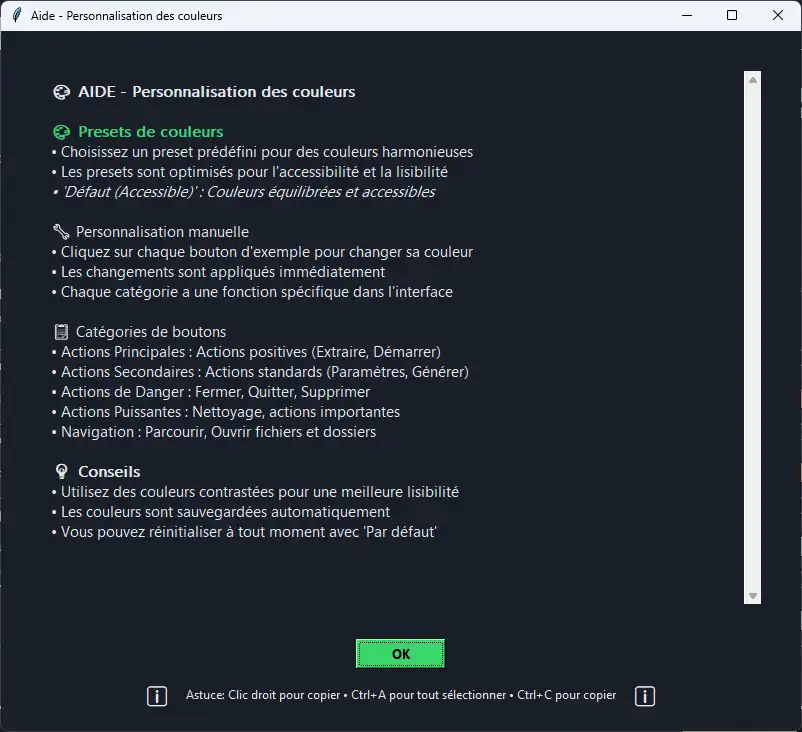 Aide - Personnalisation des couleurs
AIDE - Personnalisation des couleurs
Presets de couleurs
• Choisissez un preset prédéfini pour des couleurs harmonieuses
• Les presets sont optimisés pour l'accessibilité et la lisibilité
• 'Défaut (Accessible)' : Couleurs équilibrées et accessibles
Personnalisation manuelle
• Cliquez sur chaque bouton d'exemple pour changer sa couleur
• Les changements sont appliqués immédiatement
• Chaque catégorie a une fonction spécifique dans l'interface
Catégories de boutons
• Actions Principales : Actions positives (Extraire, Démarrer)
• Actions Secondaires : Actions standards (Paramètres, Générer)
• Actions de Danger : Fermer, Quitter, Supprimer
• Actions Puissantes : Nettoyage, actions importantes
• Navigation : Parcourir, Ouvrir fichiers et dossiers
Conseils
• Utilisez des couleurs contrastées pour une meilleure lisibilité
• Les couleurs sont sauvegardées automatiquement
• Vous pouvez réinitialiser à tout moment avec 'Par défaut'
OK
Astuce: Clic droit pour copier • Ctrl+A pour tout sélectionner • Ctrl+C pour copier